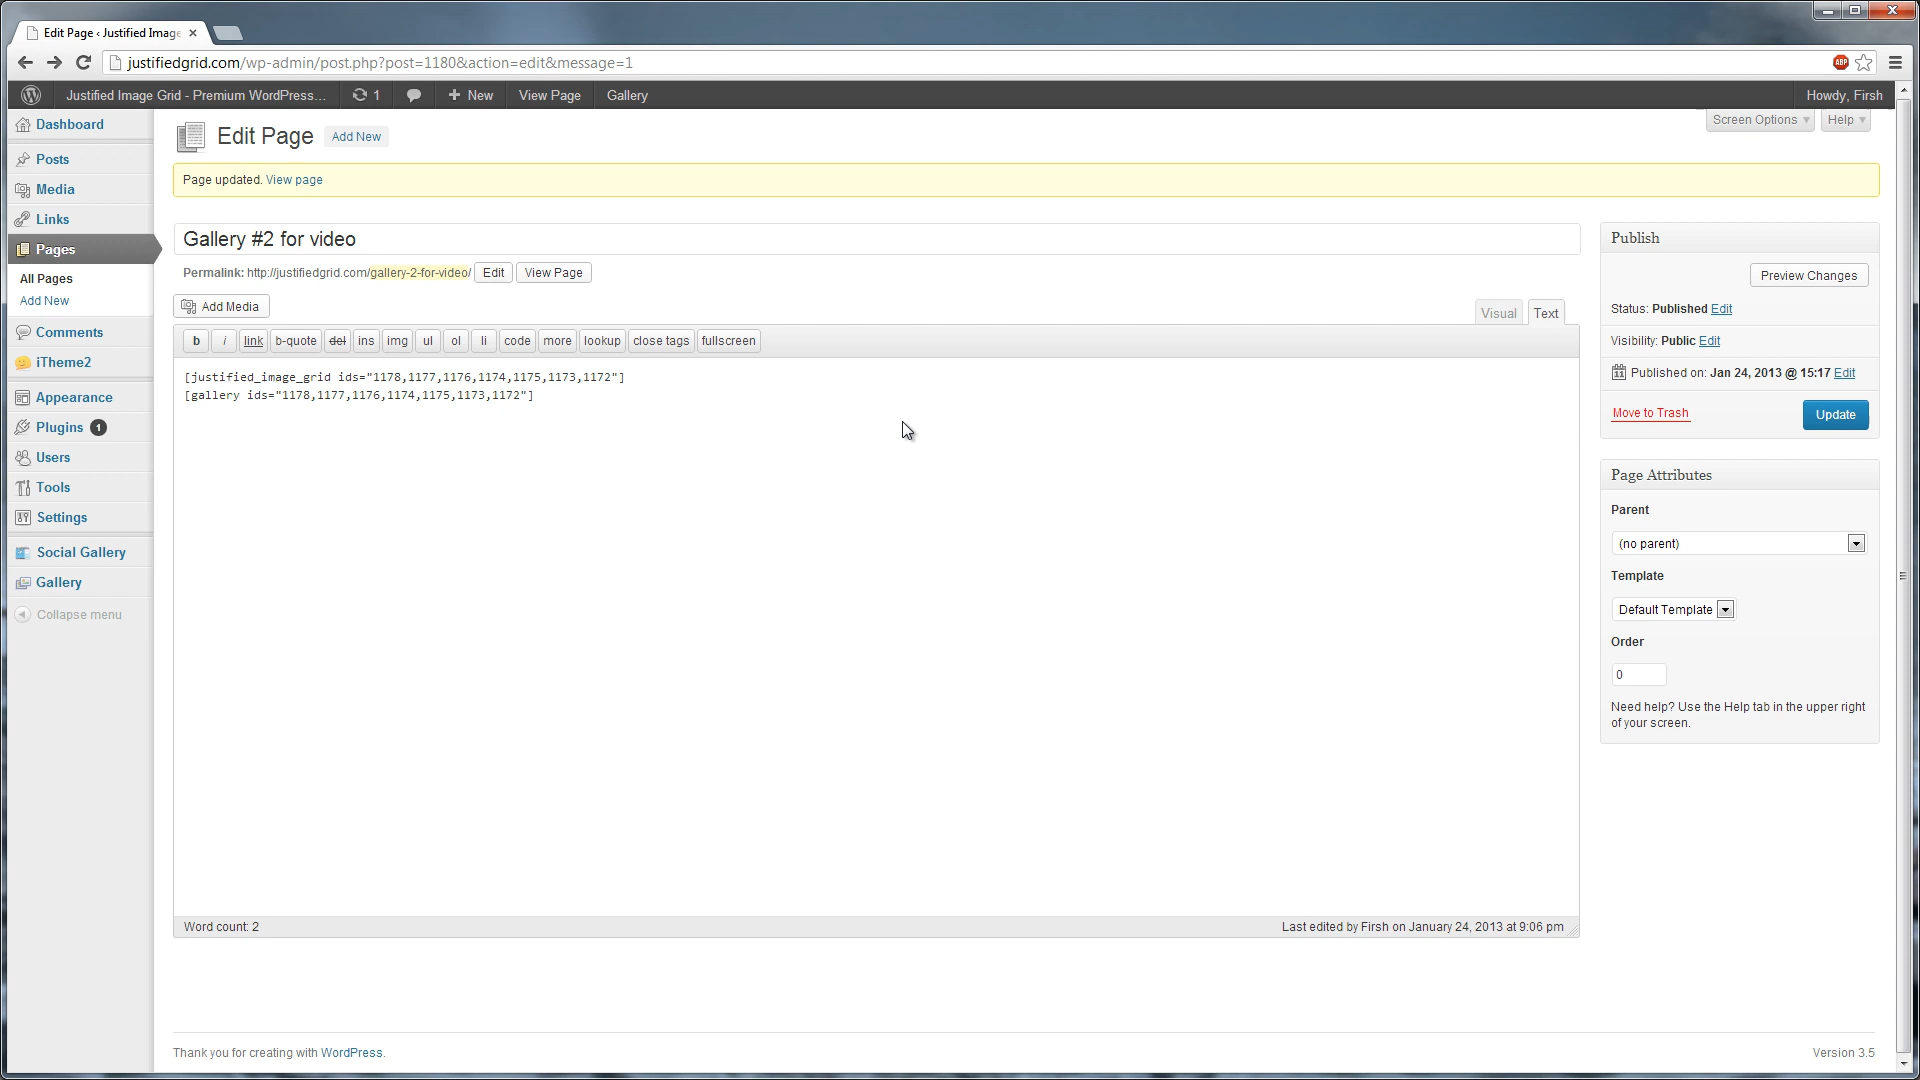 Edit Page ‹ Justified Image
justifiedgrid.com/wp-admin/post.php?post=1180&action=edit&message=1
ABP
Justified Image Grid - Premium WordPress... 1 New View Page Gallery Howdy, Firsh
Screen Options Help
Dashboard
Posts
Media
Links
Pages
All Pages
Add New
Comments
iTheme2
Appearance
Plugins 1
Users
Tools
Settings
Social Gallery
Gallery
Collapse menu
Edit Page Add New
Page updated. View page
Gallery #2 for video
Permalink: http://justifiedgrid.com/gallery-2-for-video/ Edit View Page
Add Media
Visual Text
b i link b-quote del ins img ul ol li code more lookup close tags fullscreen
[justified_image_grid ids="1178,1177,1176,1174,1175,1173,1172"]
[gallery ids="1178,1177,1176,1174,1175,1173,1172"]
Word count: 2
Last edited by Firsh on January 24, 2013 at 9:06 pm
Publish
Preview Changes
Status: Published Edit
Visibility: Public Edit
Published on: Jan 24, 2013 @ 15:17 Edit
Move to Trash Update
Page Attributes
Parent
(no parent)
Template
Default Template
Order
0
Need help? Use the Help tab in the upper right
of your screen.
Thank you for creating with WordPress.
Version 3.5